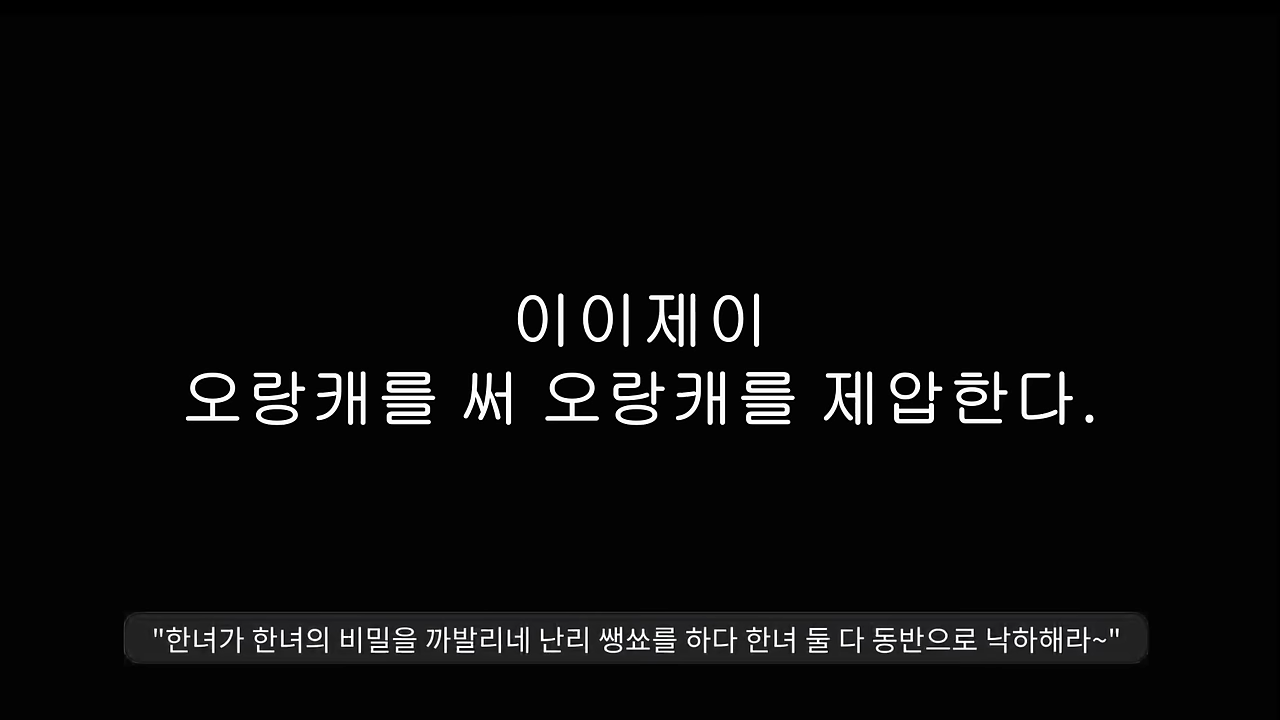 이이제이
오랑캐를 써 오랑캐를 제압한다.
"한녀가 한녀의 비밀을 까발리네 난리 쌩쑈를 하다 한녀 둘 다 동반으로 낙하해라~"